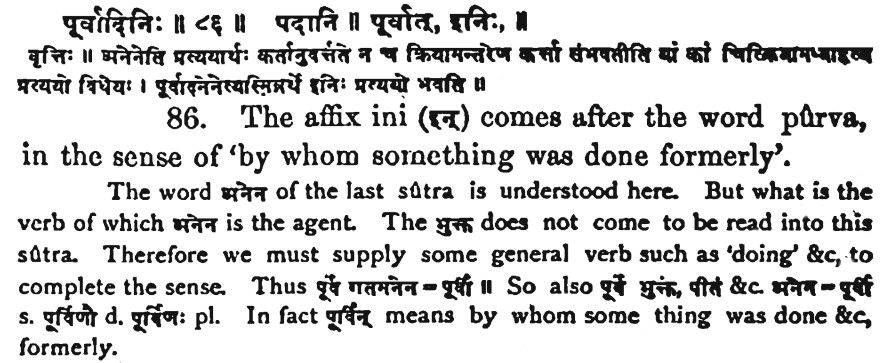 पूर्वादिनिः ॥ ८६ ॥ पदानि ॥ पूर्वात्, इनिः, ॥
वृत्तिः ॥ अनेनेति प्रत्ययार्थः कर्तानुवर्त्तते न च क्रियामन्तरेण कर्त्ता संभवतीति यां कां चित्क्रियामध्याहृत्य
प्रत्ययो विधेयः । पूर्वादनेनेत्यस्मिन्नर्थे इनिः प्रत्ययो भवति ॥
86. The affix ini (इन्) comes after the word pûrva,
in the sense of ‘by whom something was done formerly’.
The word अनेन of the last sûtra is understood here. But what is the
verb of which अनेन is the agent. The भुक्त does not come to be read into this
sûtra. Therefore we must supply some general verb such as ‘doing’ &c, to
complete the sense. Thus पूर्वं गतमनेन = पूर्वी ॥ So also पूर्वं भुक्तं, पीतं &c. अनेन = पूर्वी
s. पूर्विणौ d. पूर्विणः pl. In fact पूर्विन् means by whom some thing was done &c,
formerly.